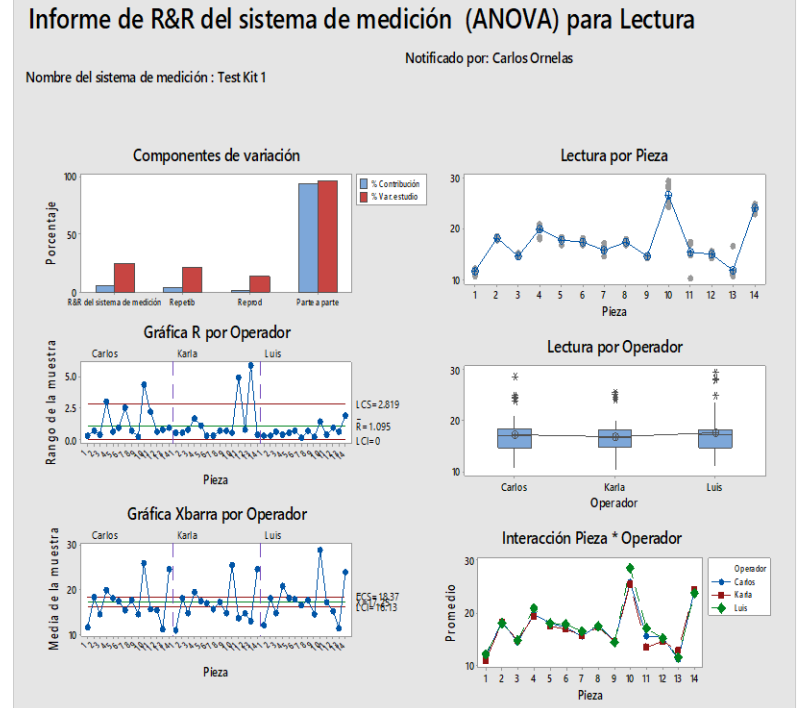 Informe de R&R del sistema de medición (ANOVA) para Lectura
Notificado por: Carlos Ornelas
Nombre del sistema de medición : Test Kit 1
Componentes de variación
100
50
0
Porcentaje
R&R del sistema de medición Repetib Reprod Parte a parte
% Contribución
% Var.estudio
Lectura por Pieza
30
20
10
1 2 3 4 5 6 7 8 9 10 11 12 13 14
Pieza
Gráfica R por Operador
Carlos Karla Luis
Rango de la muestra
5.0
2.5
0.0
LCS=2.819
R=1.095
LCI=0
Pieza
Lectura por Operador
30
20
10
Carlos Karla Luis
Operador
Gráfica Xbarra por Operador
Carlos Karla Luis
Media de la muestra
30
20
10
LCI=16.13
Pieza
Interacción Pieza * Operador
30
20
10
Promedio
1 2 3 4 5 6 7 8 9 10 11 12 13 14
Pieza
Operador
Carlos
Karla
Luis